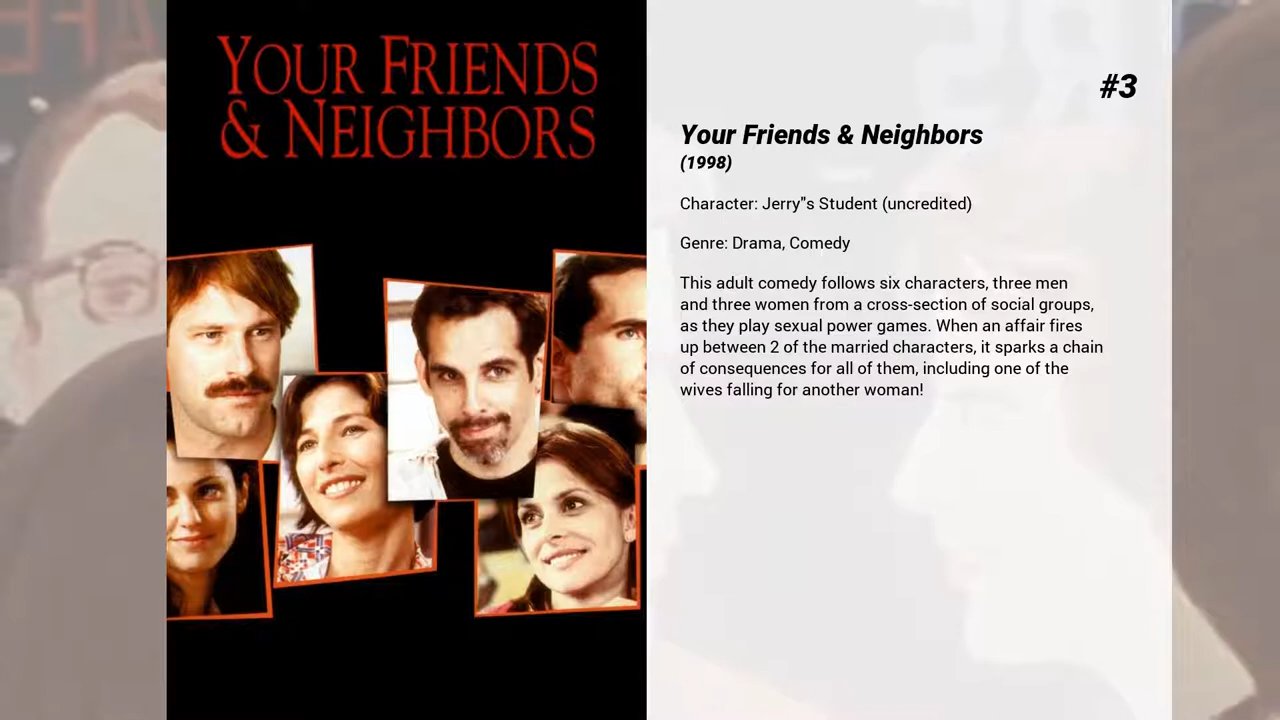 YOUR FRIENDS
& NEIGHBORS
#3
Your Friends & Neighbors
(1998)
Character: Jerry"s Student (uncredited)
Genre: Drama, Comedy
This adult comedy follows six characters, three men
and three women from a cross-section of social groups,
as they play sexual power games. When an affair fires
up between 2 of the married characters, it sparks a chain
of consequences for all of them, including one of the
wives falling for another woman!